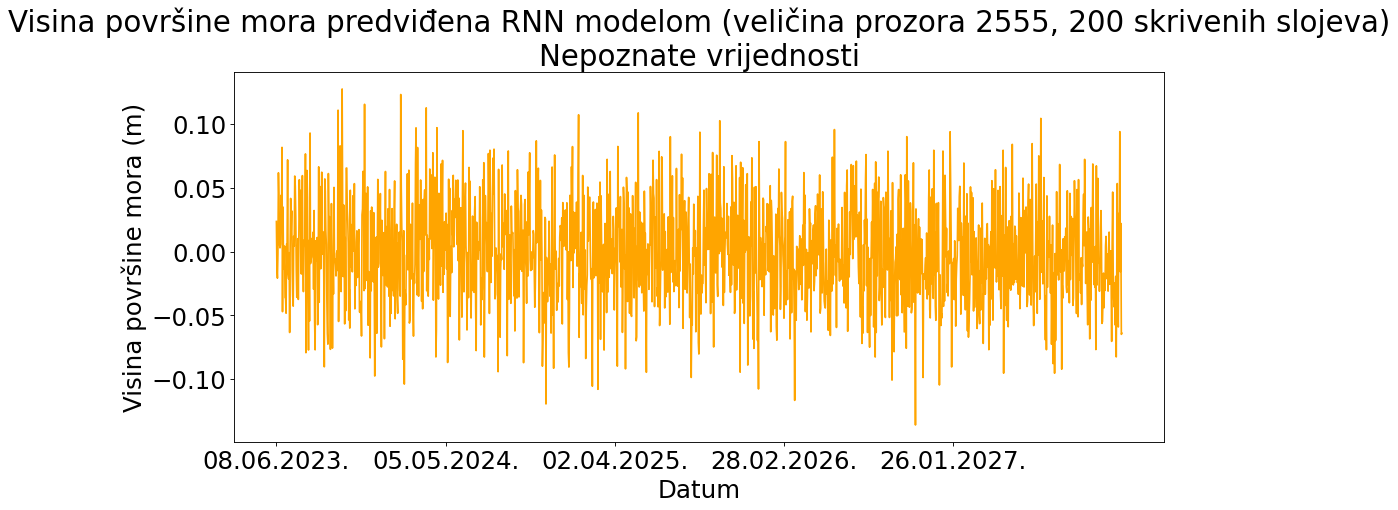 Visina površine mora predviđena RNN modelom (veličina prozora 2555, 200 skrivenih slojeva)
Nepoznate vrijednosti
Visina površine mora (m)
0.10
0.05
0.00
−0.05
−0.10
08.06.2023. 05.05.2024. 02.04.2025. 28.02.2026. 26.01.2027.
Datum